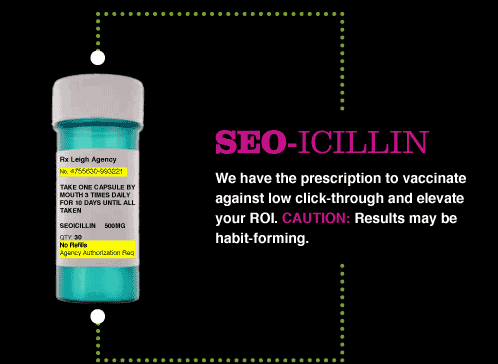 Rx Leigh Agency
No. 4755630-993221
TAKE ONE CAPSULE BY
MOUTH 3 TIMES DAILY
FOR 10 DAYS UNTIL ALL
TAKEN
SEOICILLIN 500MG
QTY: 30
No Refills
Agency Authorization Req
SEO-ICILLIN
We have the prescription to vaccinate
against low click-through and elevate
your ROI. CAUTION: Results may be
habit-forming.